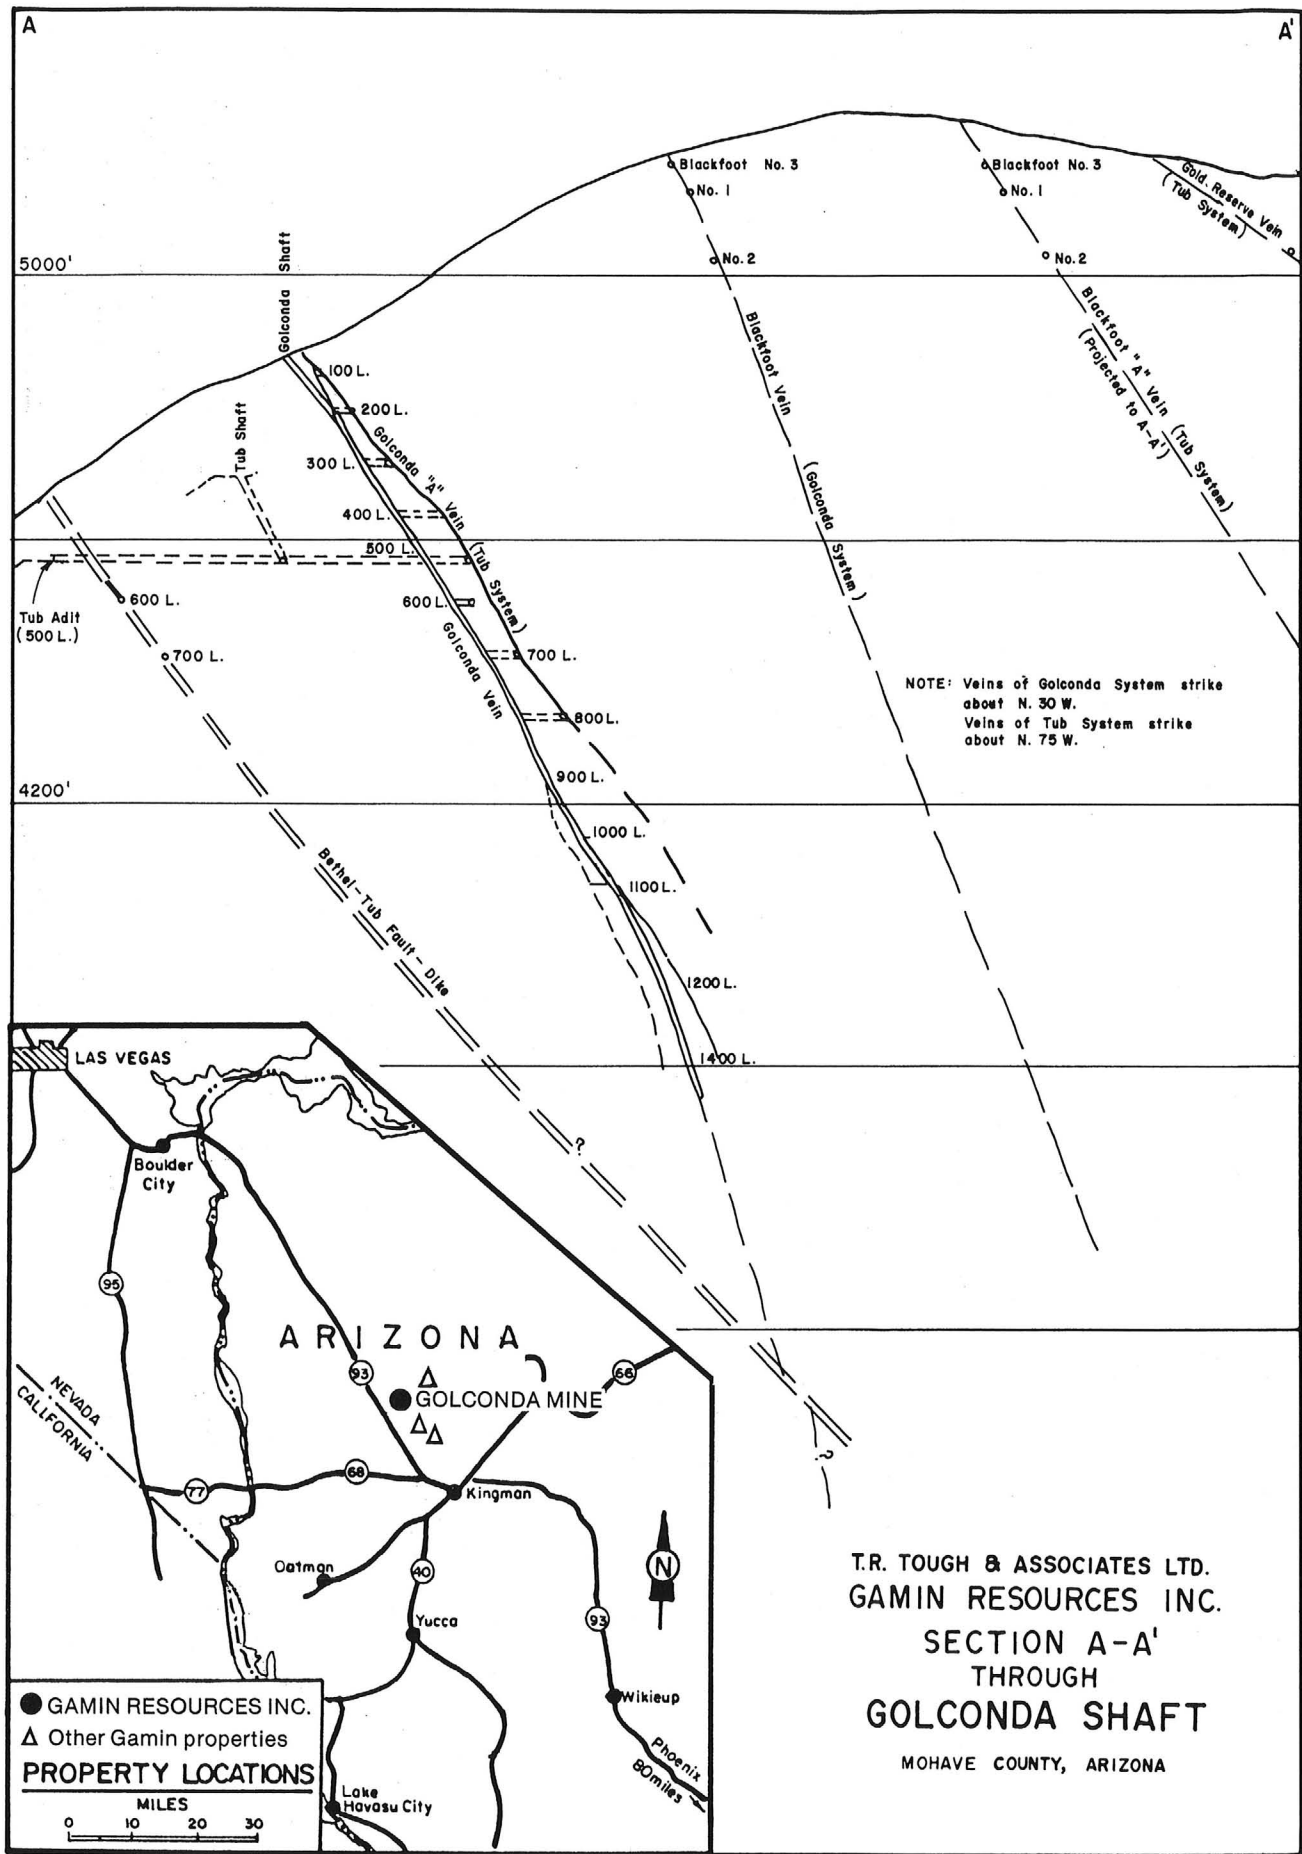 A
A'
Blackfoot No. 3
No. 1
No. 2
Blackfoot No. 3
No. 1
No. 2
Gold. Reserve Vein
(Tub System)
5000'
Golconda Shaft
100 L.
200 L.
300 L.
400 L.
500 L.
600 L.
700 L.
800 L.
900 L.
1000 L.
1100 L.
1200 L.
1400 L.
Tub Shaft
Golconda "A" Vein (Tub System)
Golconda Vein
Blackfoot Vein (Golconda System)
Blackfoot "A" Vein (Tub System)
(Projected to A-A')
Tub Adit
(500 L.)
600 L.
700 L.
NOTE: Veins of Golconda System strike
about N. 30 W.
Veins of Tub System strike
about N. 75 W.
4200'
Bethel-Tub Fault-Dike
?
?
LAS VEGAS
Boulder
City
95
ARIZONA
93
66
GOLCONDA MINE
NEVADA
CALIFORNIA
68
77
Kingman
Oatman
40
N
93
Yucca
Wikieup
Phoenix
80 miles
Lake
Havasu City
GAMIN RESOURCES INC.
Other Gamin properties
PROPERTY LOCATIONS
MILES
0 10 20 30
T.R. TOUGH & ASSOCIATES LTD.
GAMIN RESOURCES INC.
SECTION A-A'
THROUGH
GOLCONDA SHAFT
MOHAVE COUNTY, ARIZONA